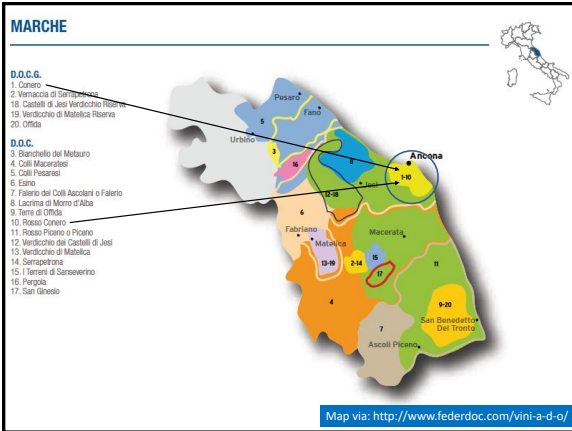 MARCHE
D.O.C.G.
1. Conero
2. Vernaccia di Serrapetrona
18. Castelli di Jesi Verdicchio Riserva
19. Verdicchio di Matelica Riserva
20. Offida
D.O.C.
3. Bianchello del Metauro
4. Colli Maceratesi
5. Colli Pesaresi
6. Esino
7. Falerio dei Colli Ascolani o Falerio
8. Lacrima di Morro d'Alba
9. Terre di Offida
10. Rosso Conero
11. Rosso Piceno o Piceno
12. Verdicchio dei Castelli di Jesi
13. Verdicchio di Matelica
14. Serrapetrona
15. I Terreni di Sanseverino
16. Pergola
17. San Ginesio
Pesaro
Fano
5
Urbino
3
16
8
Ancona
1-10
Jesi
12-18
6
Fabriano
Matelica
Macerata
13-19
2-14
15
17
11
4
9-20
San Benedetto
Del Tronto
7
Ascoli Piceno
Map via: http://www.federdoc.com/vini-a-d-o/